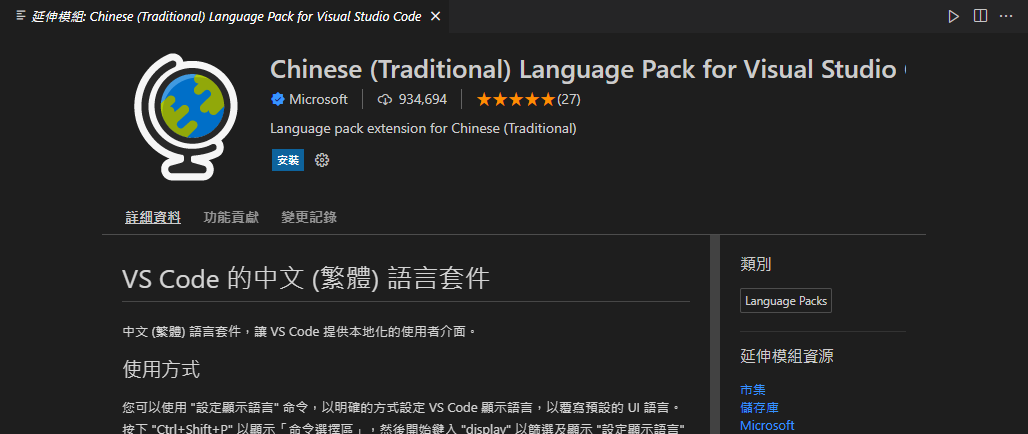 延伸模組: Chinese (Traditional) Language Pack for Visual Studio Code
Chinese (Traditional) Language Pack for Visual Studio
Microsoft 934,694 (27)
Language pack extension for Chinese (Traditional)
安裝
詳細資料 功能貢獻 變更記錄
VS Code 的中文 (繁體) 語言套件
中文 (繁體) 語言套件，讓 VS Code 提供本地化的使用者介面。
使用方式
您可以使用 "設定顯示語言" 命令，以明確的方式設定 VS Code 顯示語言，以覆寫預設的 UI 語言。
按下 "Ctrl+Shift+P" 以顯示「命令選擇區」，然後開始鍵入 "display" 以篩選及顯示 "設定顯示語言"
類別
Language Packs
延伸模組資源
市集
儲存庫
Microsoft